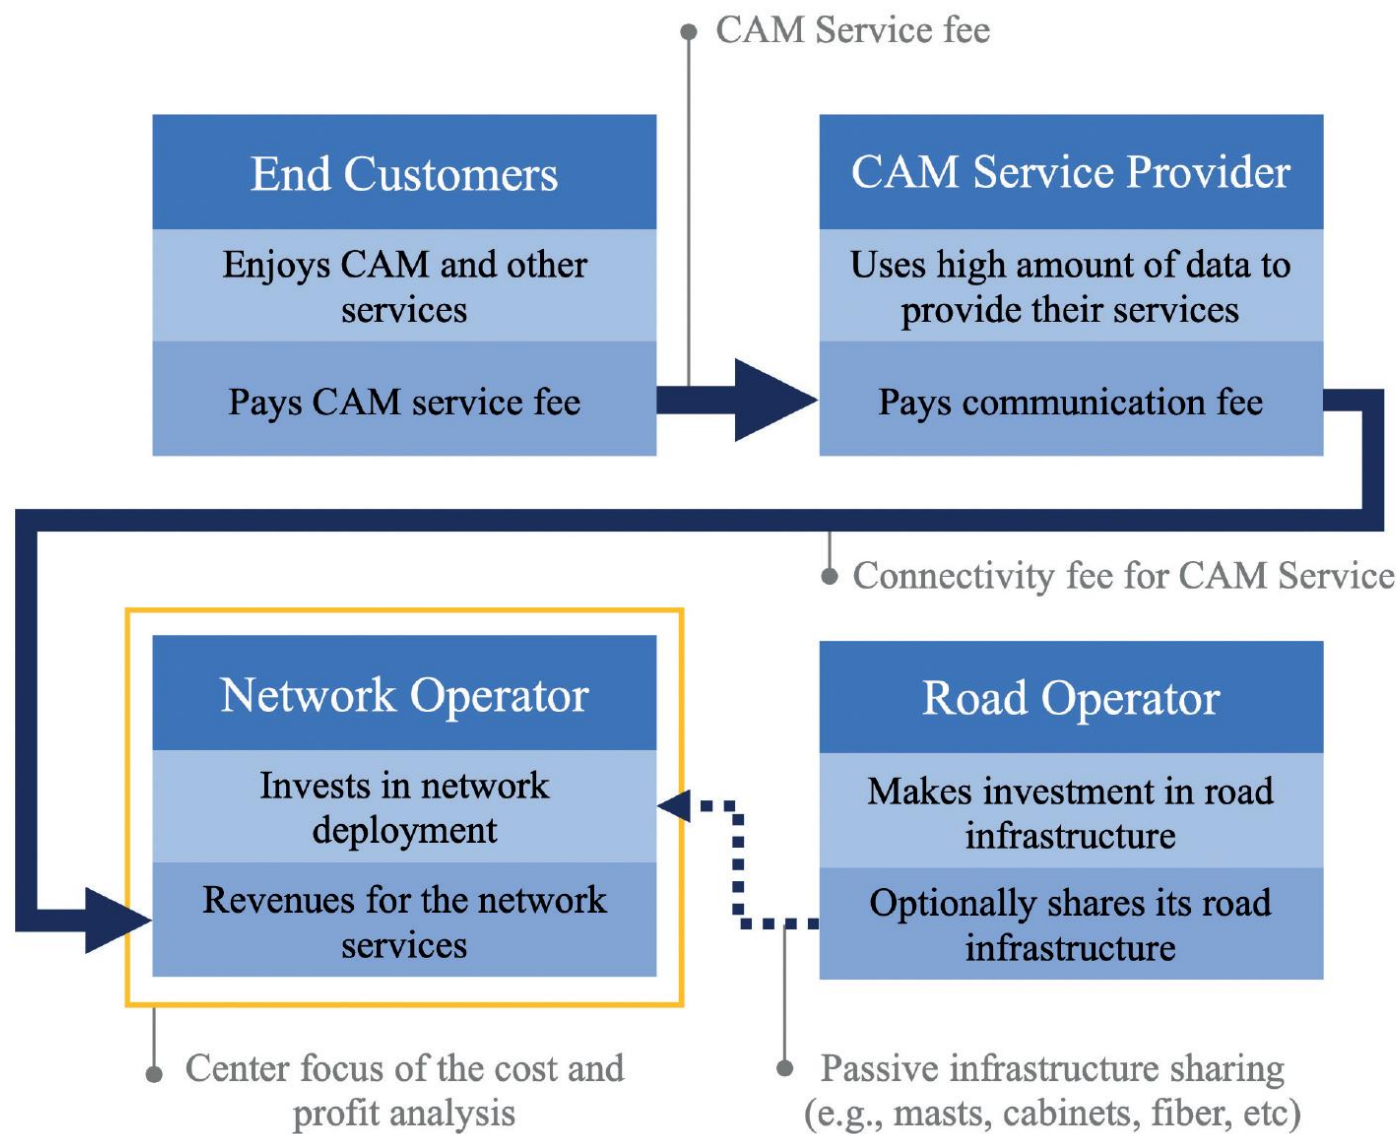 CAM Service fee
End Customers
Enjoys CAM and other
services
Pays CAM service fee
CAM Service Provider
Uses high amount of data to
provide their services
Pays communication fee
Connectivity fee for CAM Service
Network Operator
Invests in network
deployment
Revenues for the network
services
Road Operator
Makes investment in road
infrastructure
Optionally shares its road
infrastructure
Center focus of the cost and
profit analysis
Passive infrastructure sharing
(e.g., masts, cabinets, fiber, etc)